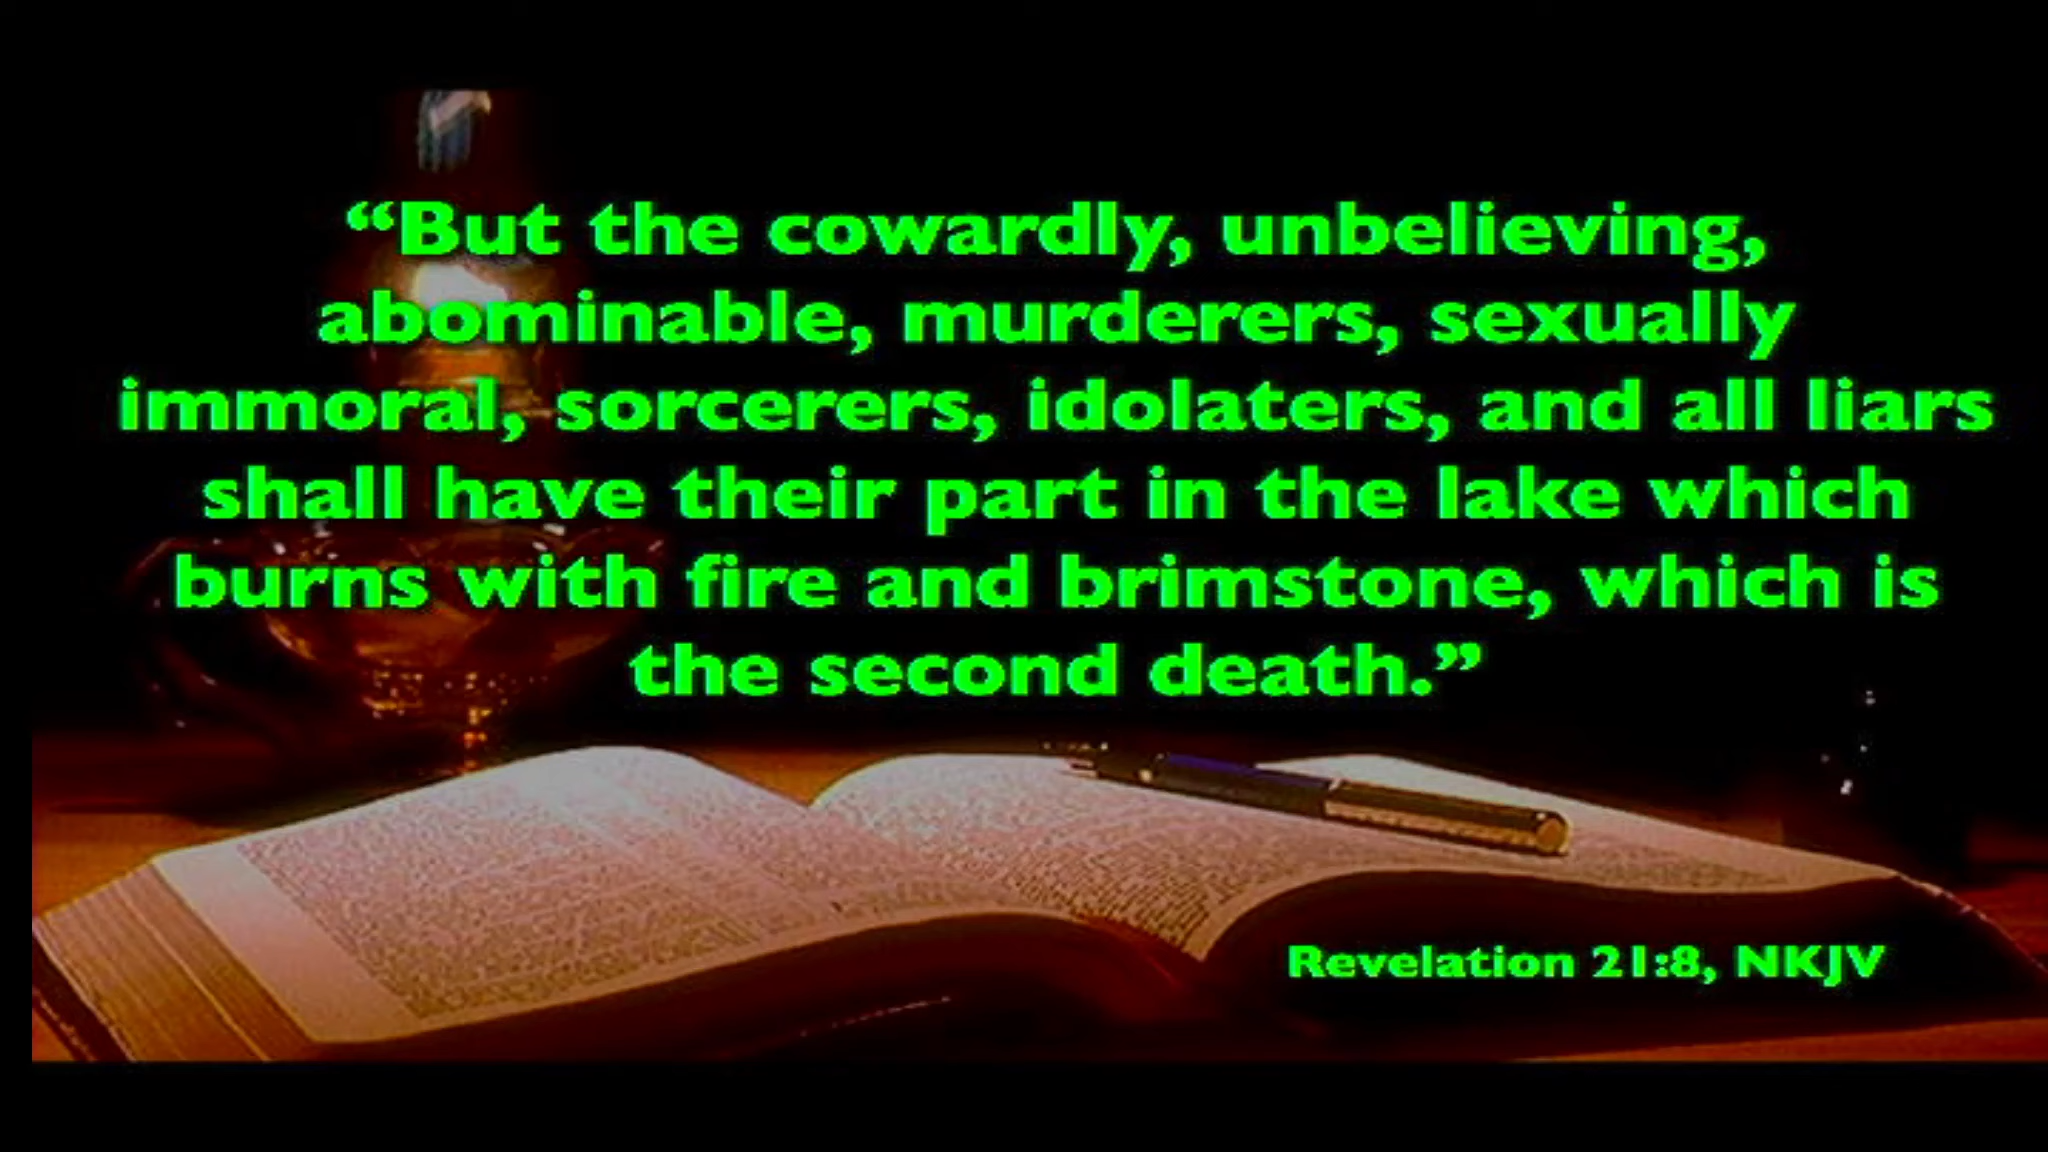 “But the cowardly, unbelieving,
abominable, murderers, sexually
immoral, sorcerers, idolaters, and all liars
shall have their part in the lake which
burns with fire and brimstone, which is
the second death.”
Revelation 21:8, NKJV